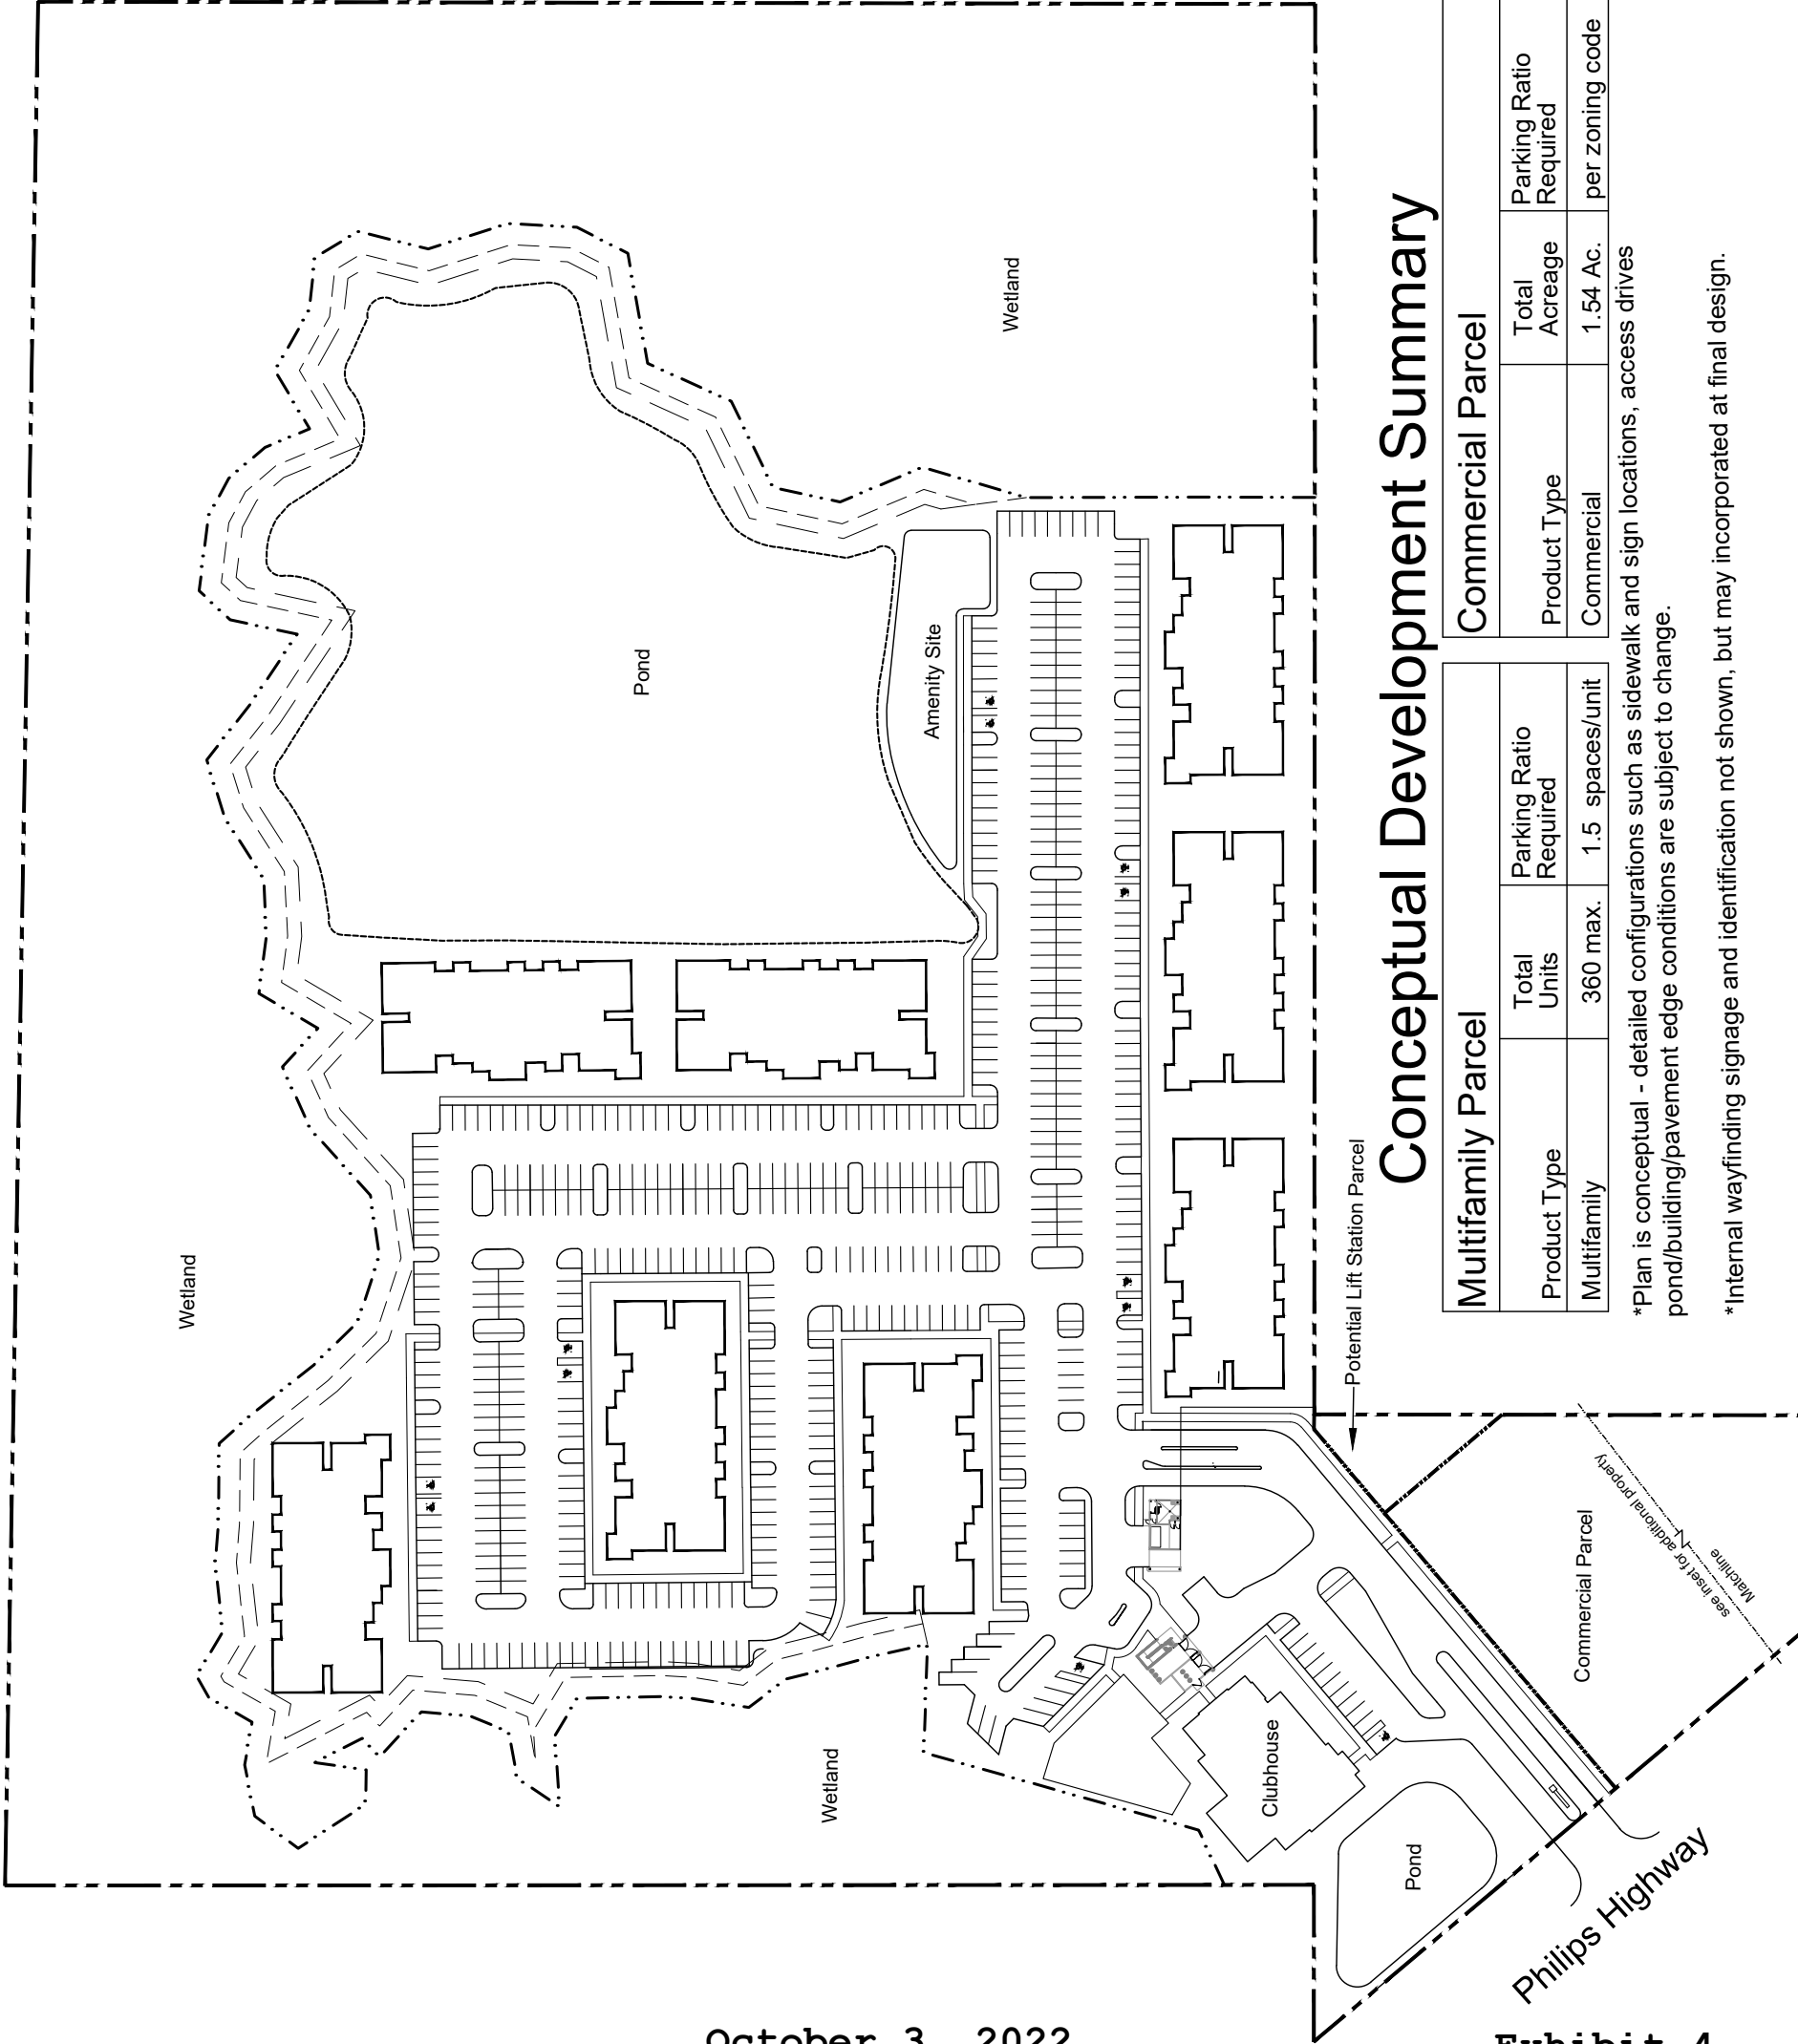 Wetland
Wetland
Wetland
Pond
Amenity Site
Clubhouse
Pond
Philips Highway
Commercial Parcel
see inset for additional property
Matchline
Potential Lift Station Parcel
Conceptual Development Summary
Multifamily Parcel
Product Type Total Units Parking Ratio Required
Multifamily 360 max. 1.5 spaces/unit
Commercial Parcel
Product Type Total Acreage Parking Ratio Required
Commercial 1.54 Ac. per zoning code
*Plan is conceptual - detailed configurations such as sidewalk and sign locations, access drives
pond/building/pavement edge conditions are subject to change.
*Internal wayfinding signage and identification not shown, but may incorporated at final design.
October 3, 2022
Exhibit 4